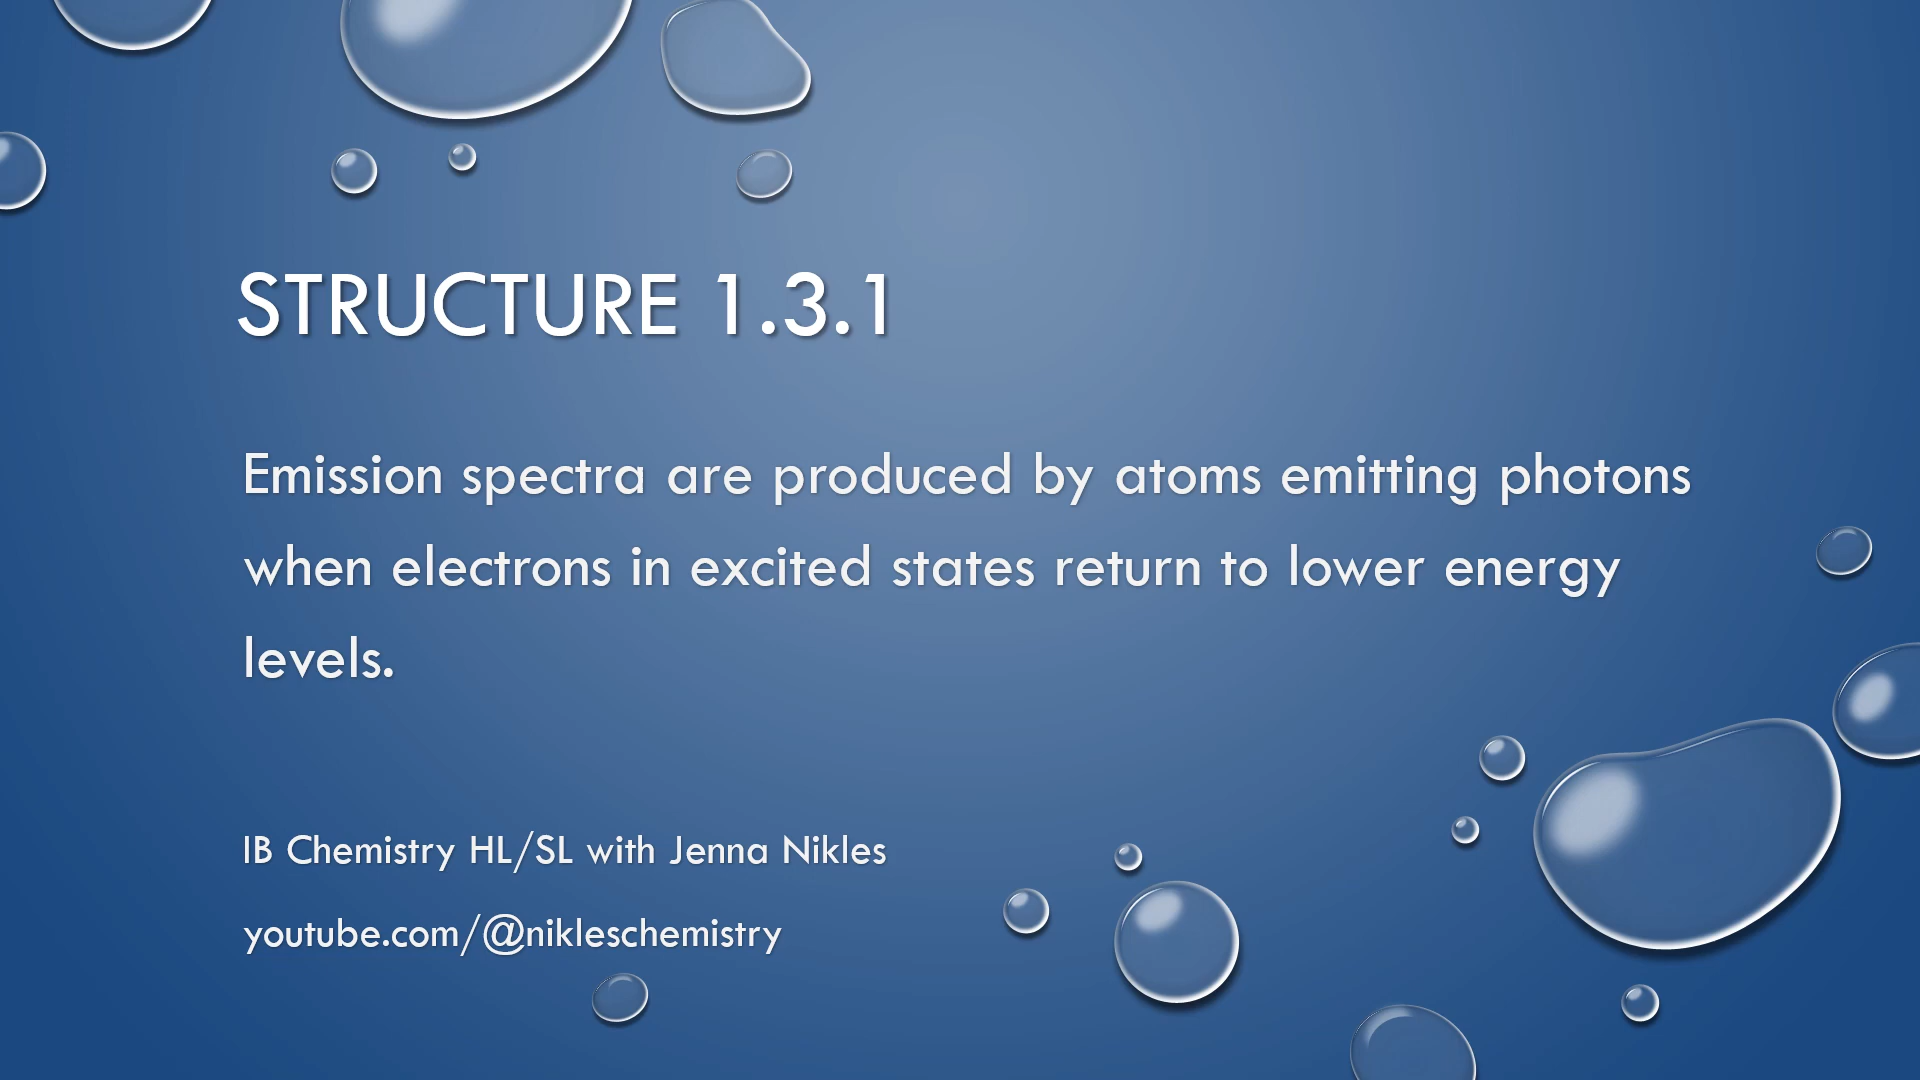 STRUCTURE 1.3.1
Emission spectra are produced by atoms emitting photons
when electrons in excited states return to lower energy
levels.
IB Chemistry HL/SL with Jenna Nikles
youtube.com/@nikleschemistry